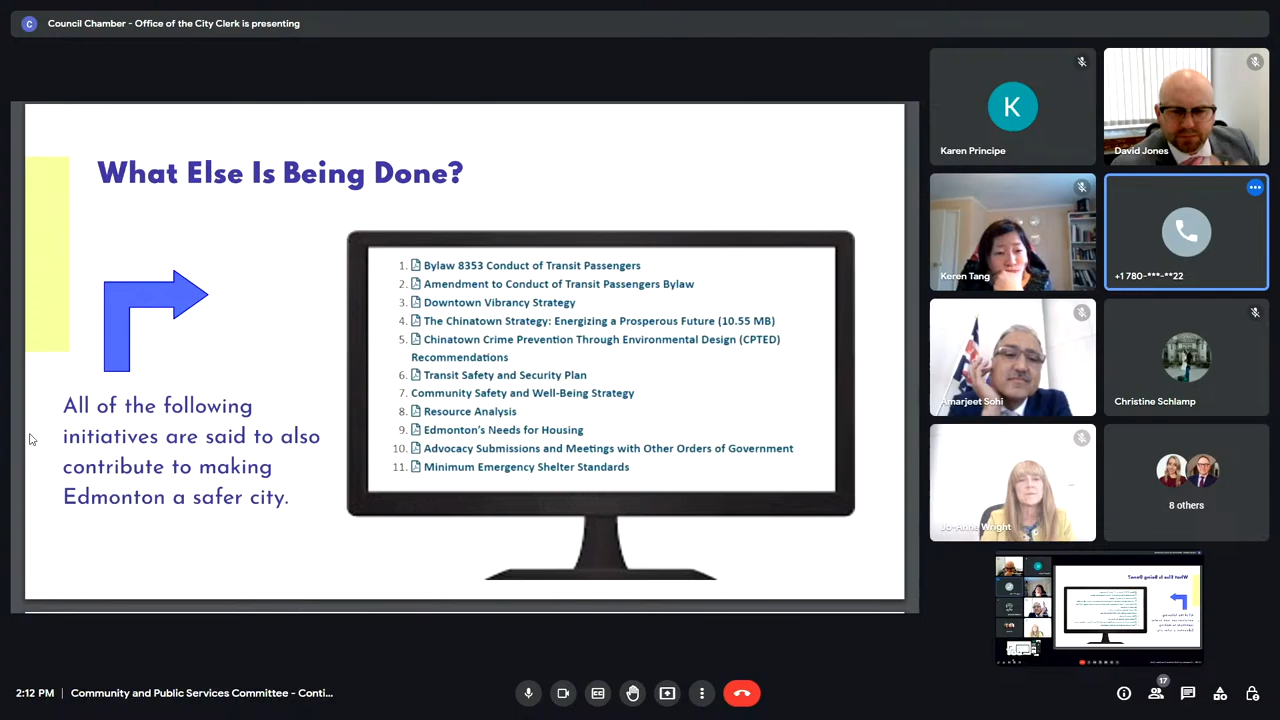 C
Council Chamber - Office of the City Clerk is presenting
What Else Is Being Done?
All of the following
initiatives are said to also
contribute to making
Edmonton a safer city.
1. Bylaw 8353 Conduct of Transit Passengers
2. Amendment to Conduct of Transit Passengers Bylaw
3. Downtown Vibrancy Strategy
4. The Chinatown Strategy: Energizing a Prosperous Future (10.55 MB)
5. Chinatown Crime Prevention Through Environmental Design (CPTED)
Recommendations
6. Transit Safety and Security Plan
7. Community Safety and Well-Being Strategy
8. Resource Analysis
9. Edmonton's Needs for Housing
10. Advocacy Submissions and Meetings with Other Orders of Government
11. Minimum Emergency Shelter Standards
K
Karen Principe
David Jones
Keren Tang
+1 780-***-**22
Amarjeet Sohi
Christine Schlamp
Jo-Anne Wright
8 others
What Else Is Being Done?
2:12 PM | Community and Public Services Committee - Conti...
17